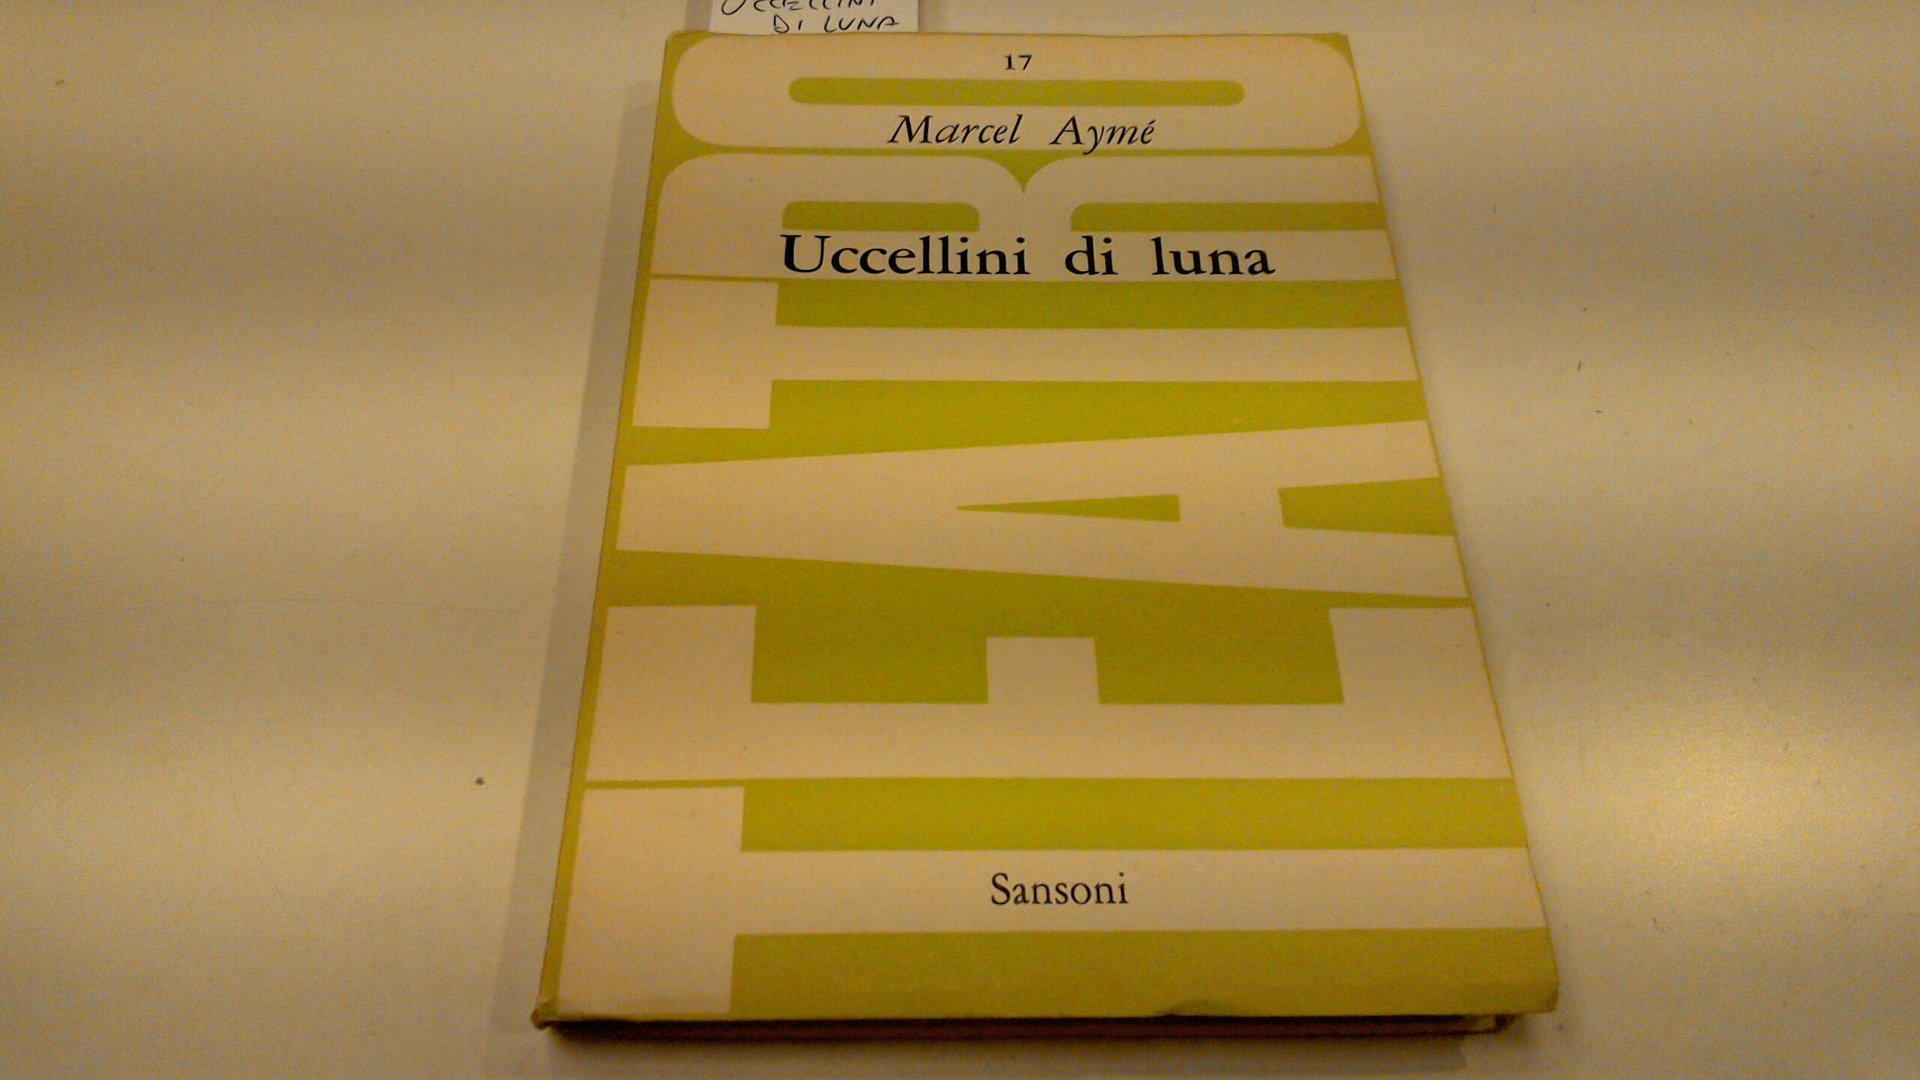 UCCELLINI
DI LUNA
17
Marcel Aymé
Uccellini di luna
TEATRO
Sansoni